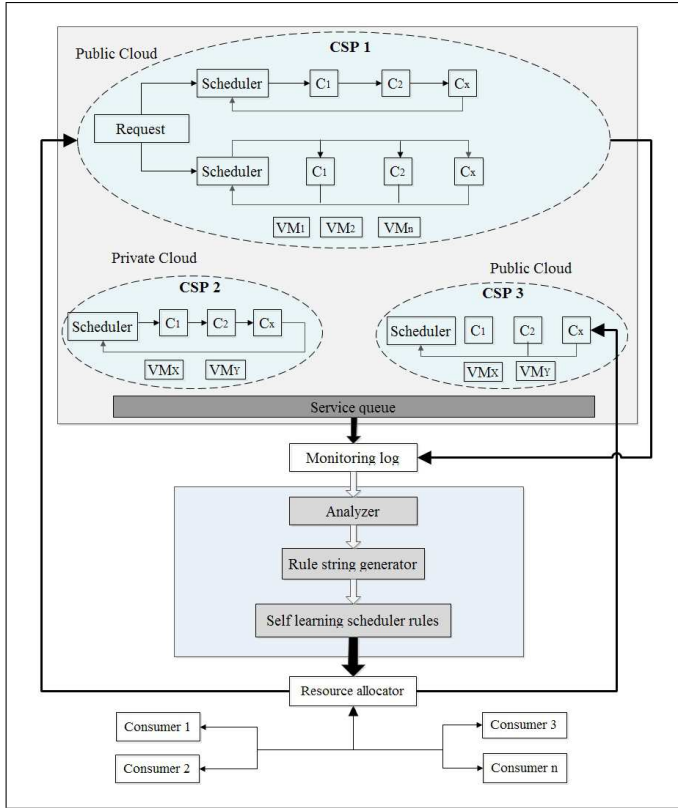 CSP 1
Public Cloud
Scheduler
C1
C2
Cx
Request
Scheduler
C1
C2
Cx
VM1
VM2
VMn
Private Cloud
CSP 2
Scheduler
C1
C2
Cx
VMX
VMY
Public Cloud
CSP 3
Scheduler
C1
C2
Cx
VMX
VMY
Service queue
Monitoring log
Analyzer
Rule string generator
Self learning scheduler rules
Resource allocator
Consumer 1
Consumer 2
Consumer 3
Consumer n